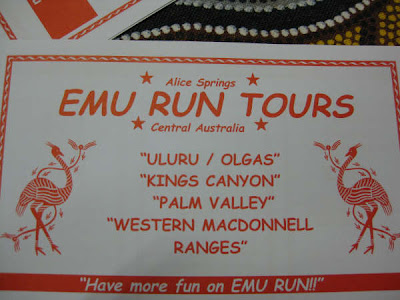 Alice Springs
EMU RUN TOURS
Central Australia
"ULURU / OLGAS"
"KINGS CANYON"
"PALM VALLEY"
"WESTERN MACDONNELL
RANGES"
"Have more fun on EMU RUN!!"